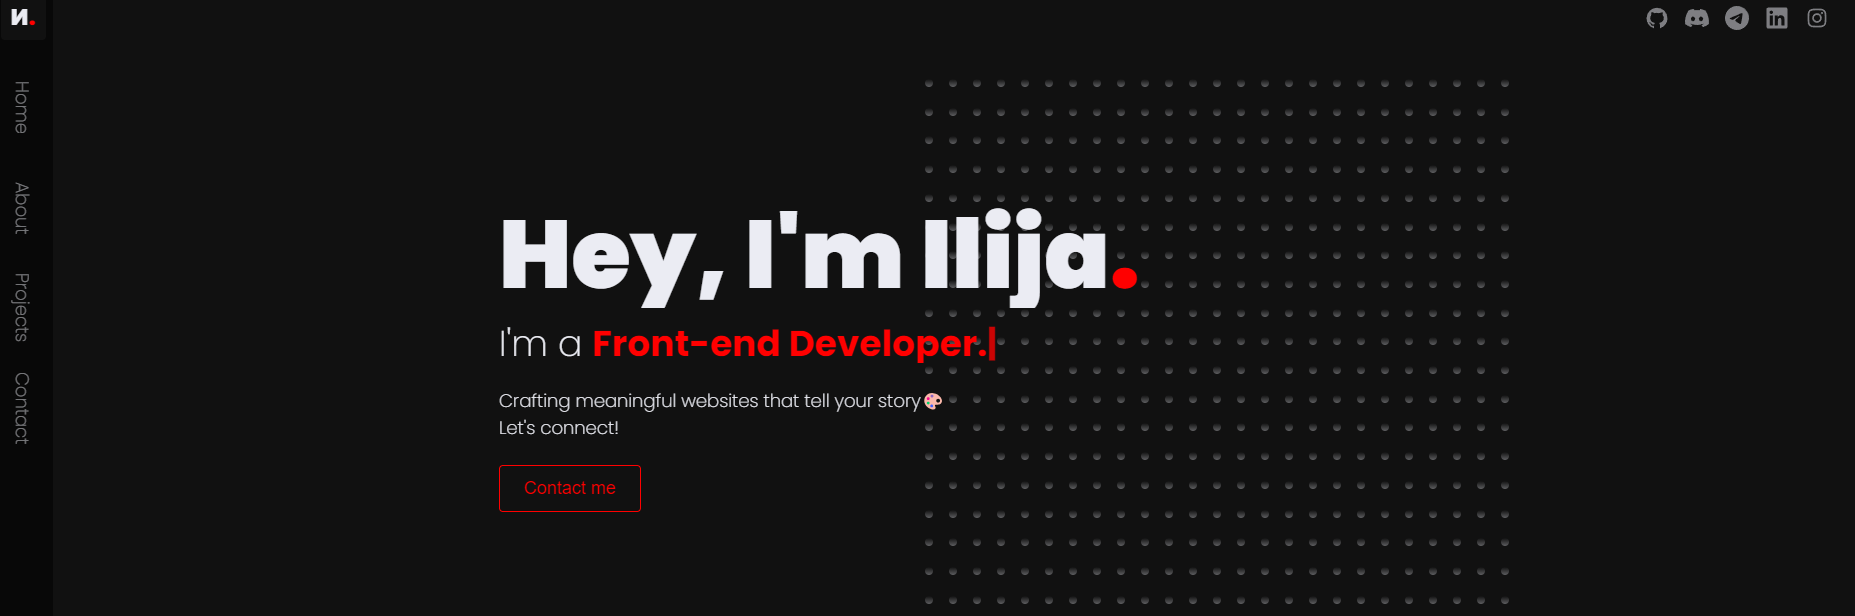 И.
Home
About
Projects
Contact
Hey, I'm Ilija.
I'm a Front-end Developer.|
Crafting meaningful websites that tell your story🎨
Let's connect!
Contact me